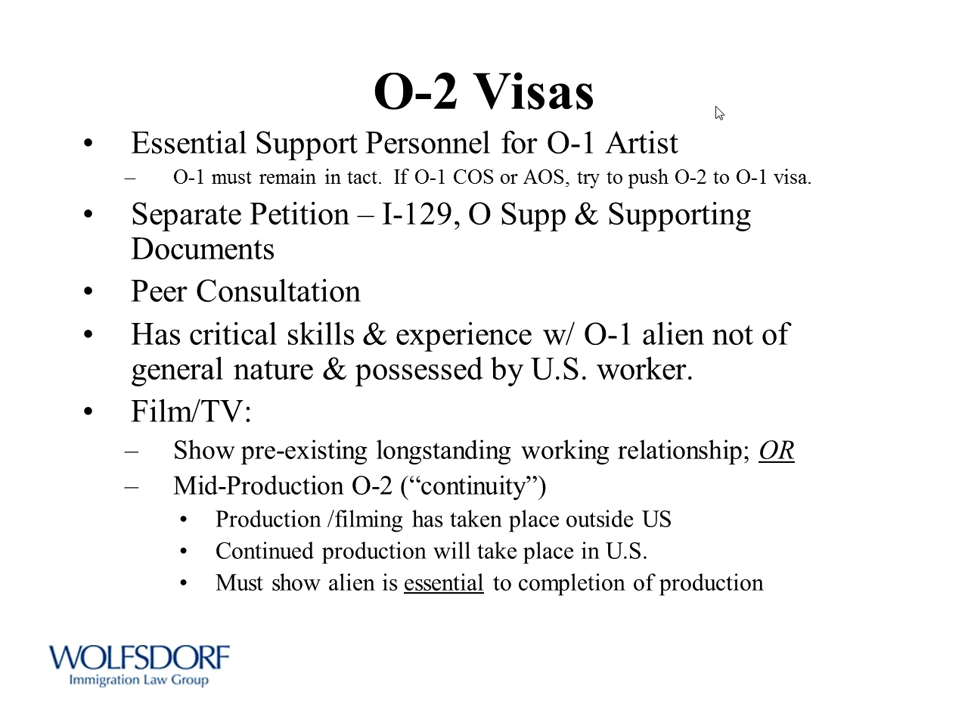 O-2 Visas
• Essential Support Personnel for O-1 Artist
– O-1 must remain in tact.  If O-1 COS or AOS, try to push O-2 to O-1 visa.
• Separate Petition – I-129, O Supp & Supporting
Documents
• Peer Consultation
• Has critical skills & experience w/ O-1 alien not of
general nature & possessed by U.S. worker.
• Film/TV:
– Show pre-existing longstanding working relationship; OR
– Mid-Production O-2 (“continuity”)
• Production /filming has taken place outside US
• Continued production will take place in U.S.
• Must show alien is essential to completion of production
WOLFSDORF
Immigration Law Group